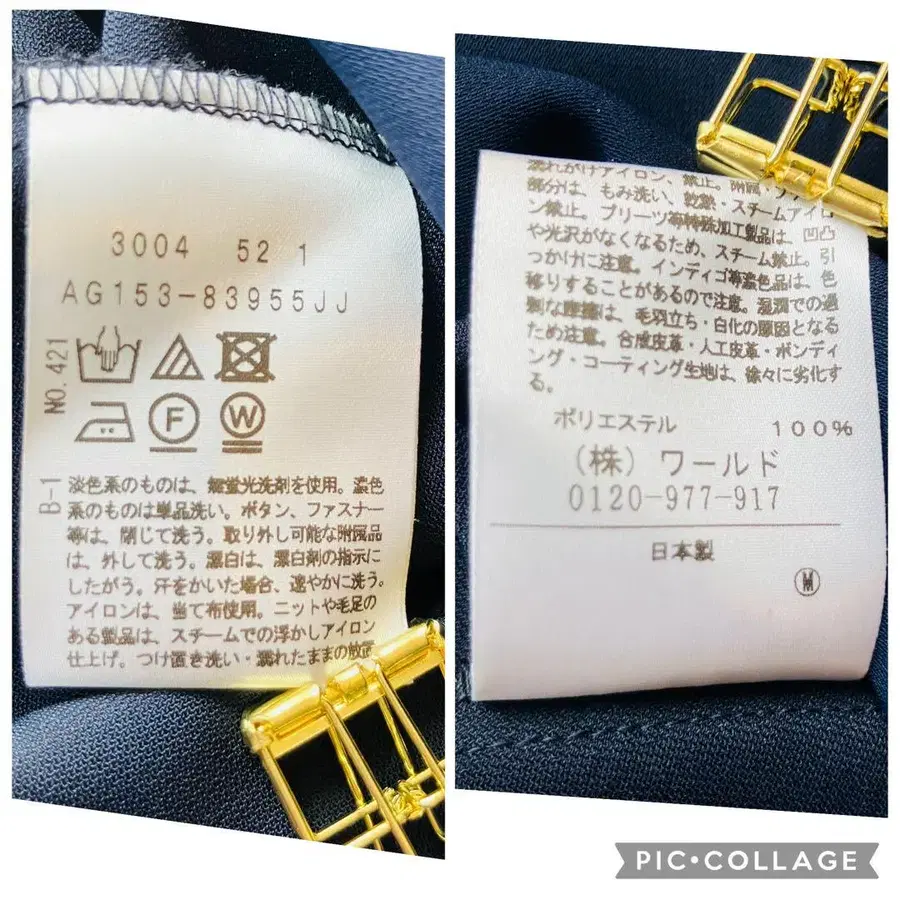 3004 52 1
AG153-83955JJ
NO.421
F
W
B-1
淡色系のものは、無蛍光洗剤を使用。濃色
系のものは単品洗い。ボタン、ファスナー
等は、閉じて洗う。取り外し可能な附属品
は、外して洗う。漂白は、漂白剤の指示に
したがう。汗をかいた場合、速やかに洗う。
アイロンは、当て布使用。ニットや毛足の
ある製品は、スチームでの浮かしアイロン
仕上げ。つけ置き洗い・濡れたままの放置
濡れがけアイロン、禁止。附属・
部分は、もみ洗い、乾熱・スチームアイロ
ン禁止。プリーツ等特殊加工製品は、凹凸
や光沢がなくなるため、スチーム禁止。引
っかけに注意。インディゴ等濃色品は、色
移りすることがあるので注意。湿潤での過
剰な摩擦は、毛羽立ち・白化の原因となる
ため注意。合成皮革・人工皮革・ボンディ
ング・コーティング生地は、徐々に劣化す
る。
ポリエステル 100%
(株)ワールド
0120-977-917
日本製
M
PIC•COLLAGE